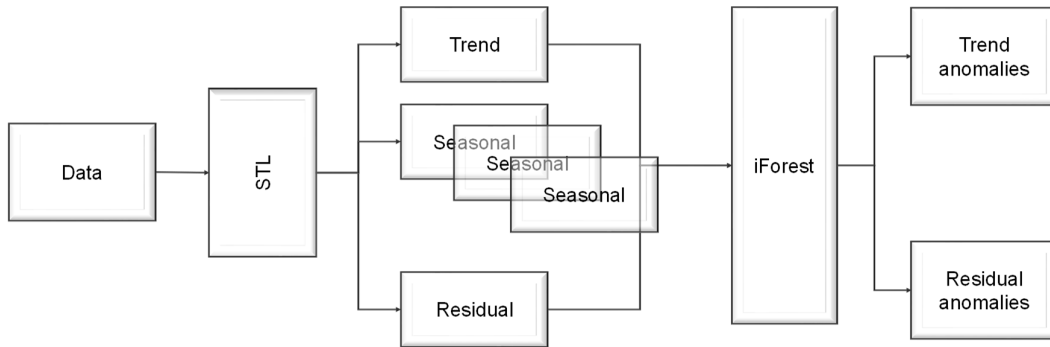 Data
STL
Trend
Seasonal
Seasonal
Seasonal
Residual
iForest
Trend
anomalies
Residual
anomalies